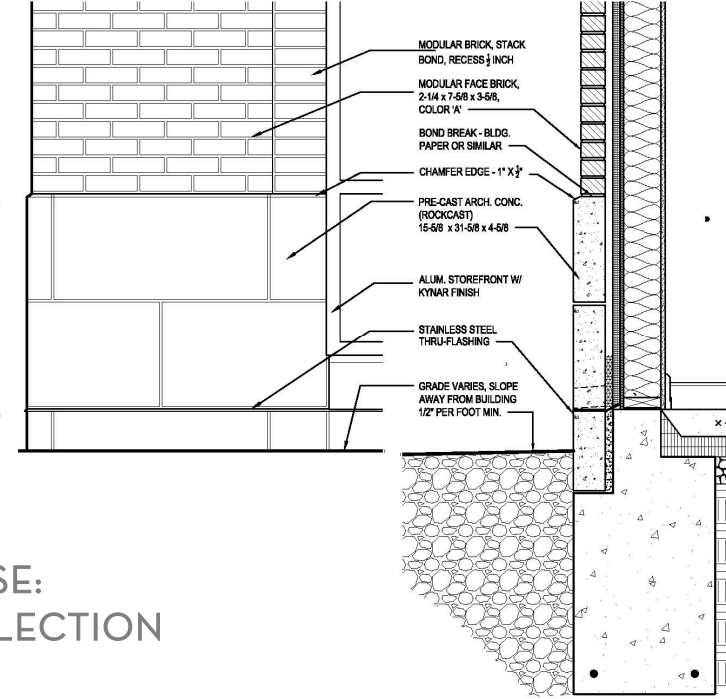 MODULAR BRICK, STACK
BOND, RECESS ½ INCH
MODULAR FACE BRICK,
2-1/4 x 7-5/8 x 3-5/8,
COLOR 'A'
BOND BREAK - BLDG.
PAPER OR SIMILAR
CHAMFER EDGE - 1" X ½"
PRE-CAST ARCH. CONC.
(ROCKCAST)
15-5/8 x 31-5/8 x 4-5/8
ALUM. STOREFRONT W/
KYNAR FINISH
STAINLESS STEEL
THRU-FLASHING
GRADE VARIES, SLOPE
AWAY FROM BUILDING
1/2" PER FOOT MIN.
SE:
LECTION